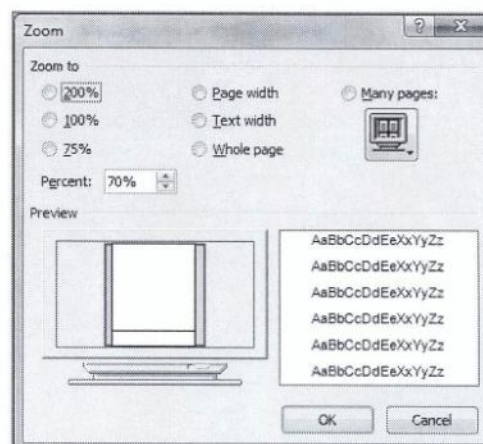 Zoom
Zoom to
200% Page width Many pages:
100% Text width
75% Whole page
Percent: 70%
Preview
AaBbCcDdEeXxYyZz
AaBbCcDdEeXxYyZz
AaBbCcDdEeXxYyZz
AaBbCcDdEeXxYyZz
AaBbCcDdEeXxYyZz
AaBbCcDdEeXxYyZz
OK Cancel